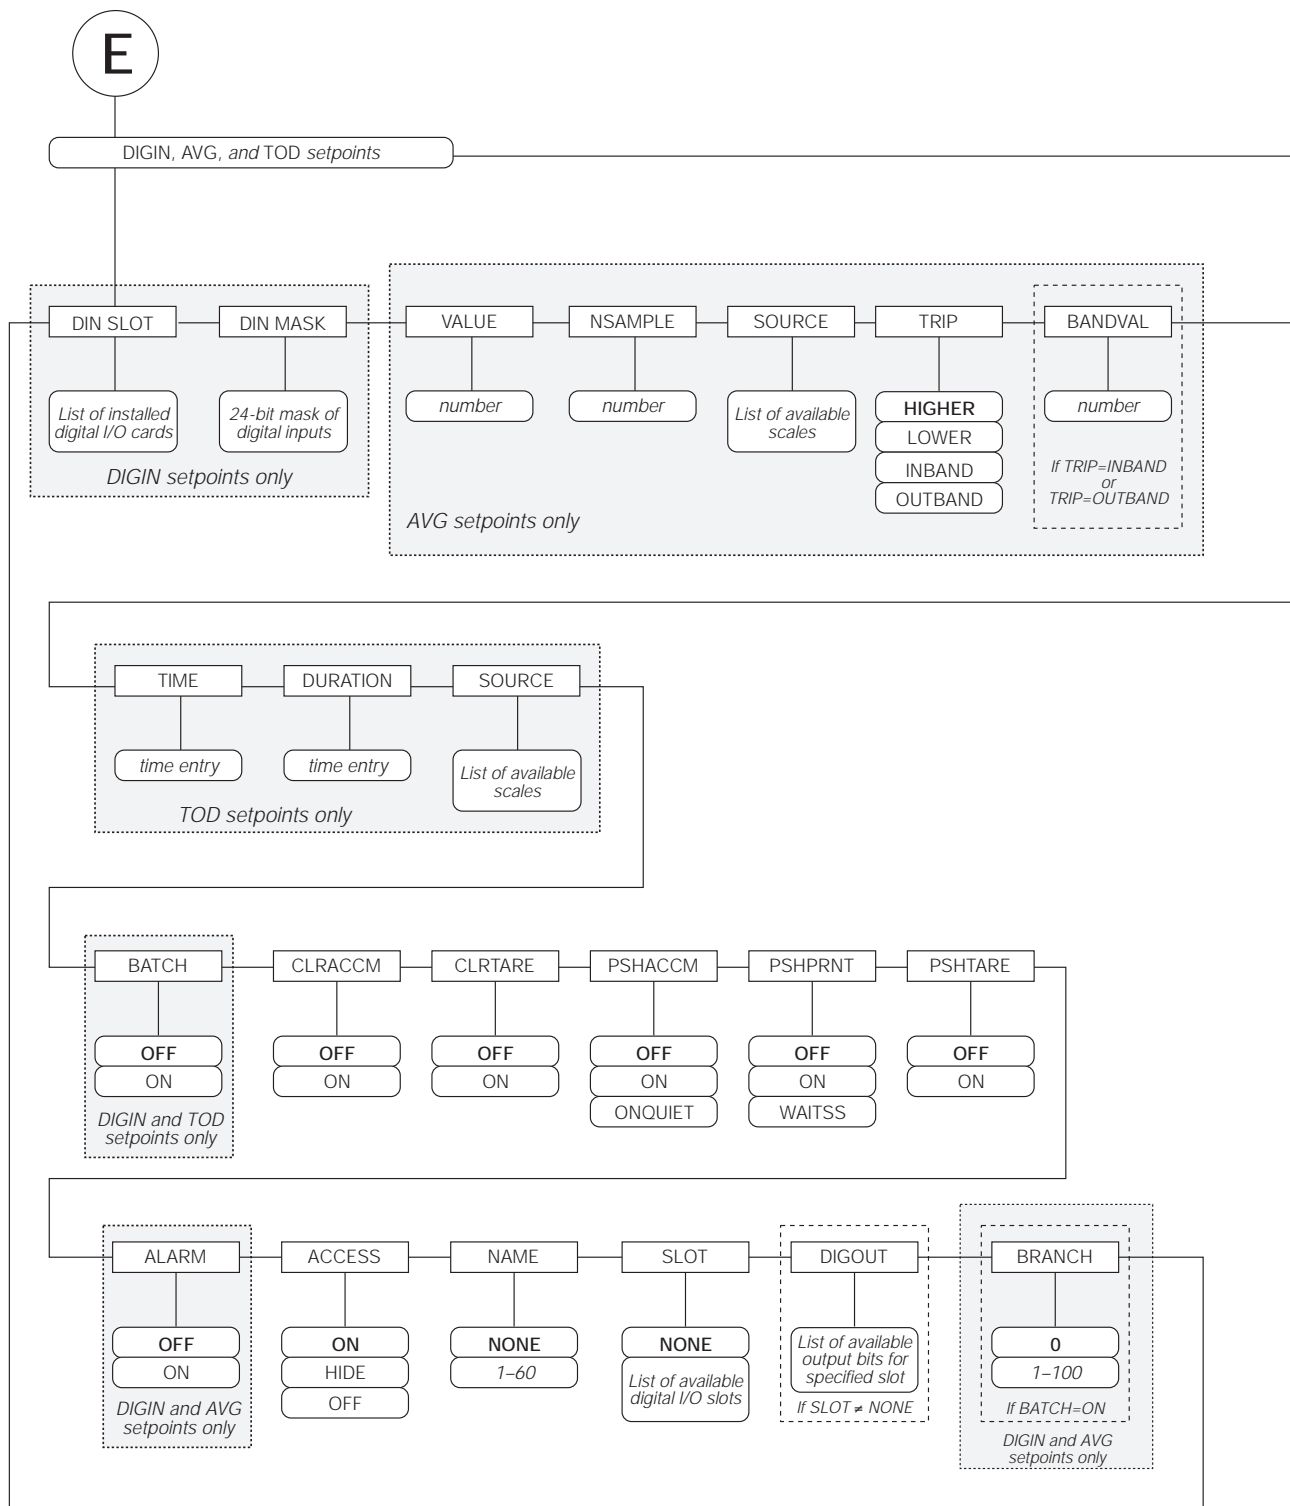 E
DIGIN, AVG, and TOD setpoints
DIN SLOT
DIN MASK
VALUE
NSAMPLE
SOURCE
TRIP
BANDVAL
List of installed
digital I/O cards
24-bit mask of
digital inputs
number
number
List of available
scales
HIGHER
LOWER
INBAND
OUTBAND
number
If TRIP=INBAND
or
TRIP=OUTBAND
DIGIN setpoints only
AVG setpoints only
TIME
DURATION
SOURCE
time entry
time entry
List of available
scales
TOD setpoints only
BATCH
CLRACCM
CLRTARE
PSHACCM
PSHPRNT
PSHTARE
OFF
ON
OFF
ON
OFF
ON
OFF
ON
ONQUIET
OFF
ON
WAITSS
OFF
ON
DIGIN and TOD
setpoints only
ALARM
ACCESS
NAME
SLOT
DIGOUT
BRANCH
OFF
ON
ON
HIDE
OFF
NONE
1–60
NONE
List of available
digital I/O slots
List of available
output bits for
specified slot
0
1–100
DIGIN and AVG
setpoints only
If SLOT ≠ NONE
If BATCH=ON
DIGIN and AVG
setpoints only